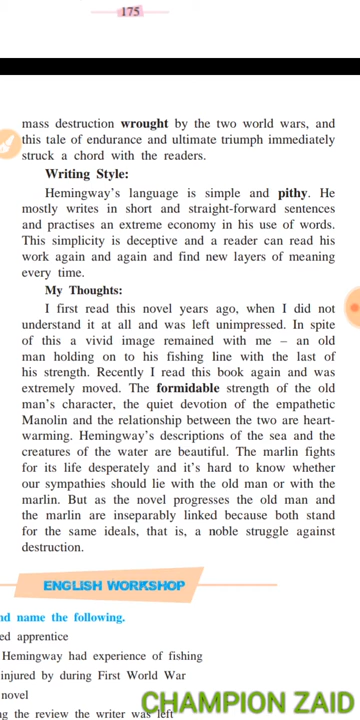 175
mass destruction wrought by the two world wars, and
this tale of endurance and ultimate triumph immediately
struck a chord with the readers.
Writing Style:
Hemingway's language is simple and pithy. He
mostly writes in short and straight-forward sentences
and practises an extreme economy in his use of words.
This simplicity is deceptive and a reader can read his
work again and again and find new layers of meaning
every time.
My Thoughts:
I first read this novel years ago, when I did not
understand it at all and was left unimpressed. In spite
of this a vivid image remained with me – an old
man holding on to his fishing line with the last of
his strength. Recently I read this book again and was
extremely moved. The formidable strength of the old
man's character, the quiet devotion of the empathetic
Manolin and the relationship between the two are heart-
warming. Hemingway's descriptions of the sea and the
creatures of the water are beautiful. The marlin fights
for its life desperately and it's hard to know whether
our sympathies should lie with the old man or with the
marlin. But as the novel progresses the old man and
the marlin are inseparably linked because both stand
for the same ideals, that is, a noble struggle against
destruction.
ENGLISH WORKSHOP
nd name the following.
ed apprentice
Hemingway had experience of fishing
injured by during First World War
novel
ng the review the writer was left
CHAMPION ZAID